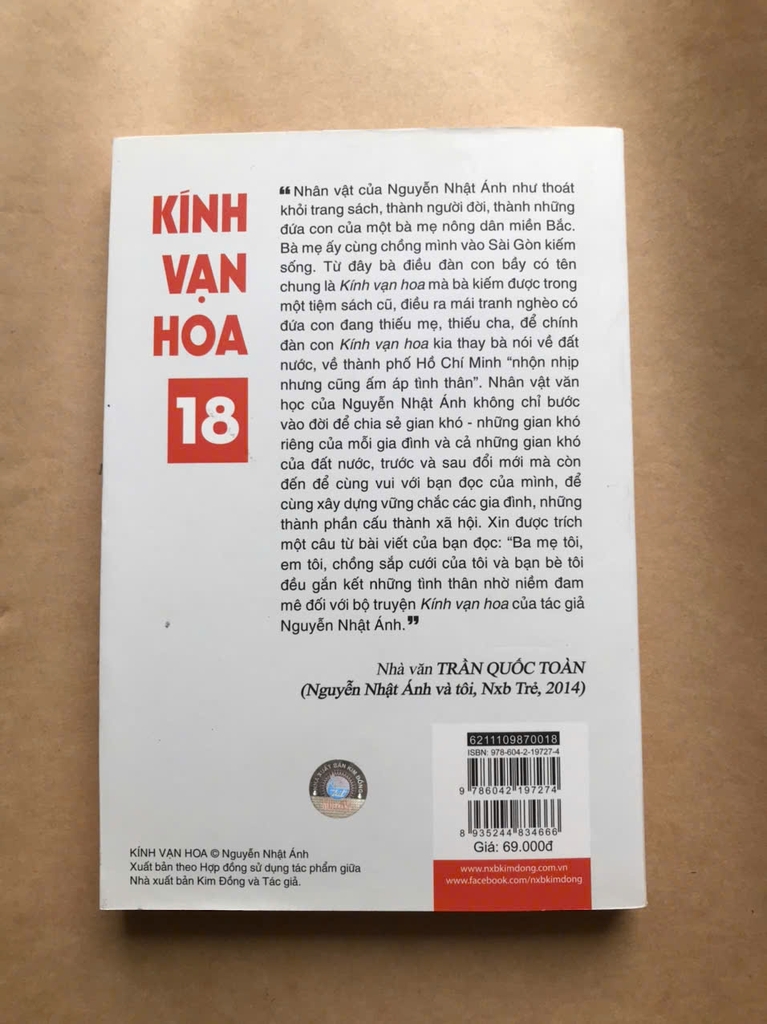 KÍNH
VẠN
HOA
18
❝Nhân vật của Nguyễn Nhật Ánh như thoát
khỏi trang sách, thành người đời, thành những
đứa con của một bà mẹ nông dân miền Bắc.
Bà mẹ ấy cùng chồng mình vào Sài Gòn kiếm
sống. Từ đây bà điều đàn con bầy có tên
chung là Kính vạn hoa mà bà kiếm được trong
một tiệm sách cũ, điều ra mái tranh nghèo có
đứa con đang thiếu mẹ, thiếu cha, để chính
đàn con Kính vạn hoa kia thay bà nói về đất
nước, về thành phố Hồ Chí Minh “nhộn nhịp
nhưng cũng ấm áp tình thân”. Nhân vật văn
học của Nguyễn Nhật Ánh không chỉ bước
vào đời để chia sẻ gian khó - những gian khó
riêng của mỗi gia đình và cả những gian khó
của đất nước, trước và sau đổi mới mà còn
đến để cùng vui với bạn đọc của mình, để
cùng xây dựng vững chắc các gia đình, những
thành phần cấu thành xã hội. Xin được trích
một câu từ bài viết của bạn đọc: “Ba mẹ tôi,
em tôi, chồng sắp cưới của tôi và bạn bè tôi
đều gắn kết những tình thân nhờ niềm đam
mê đối với bộ truyện Kính vạn hoa của tác giả
Nguyễn Nhật Ánh.❞
Nhà văn TRẦN QUỐC TOÀN
(Nguyễn Nhật Ánh và tôi, Nxb Trẻ, 2014)
6211109870018
ISBN: 978-604-2-19727-4
9 786042 197274
8 935244 834666
Giá: 69.000đ
www.nxbkimdong.com.vn
www.facebook.com/nxbkimdong
NHÀ XUẤT BẢN KIM ĐỒNG
KÍNH VẠN HOA © Nguyễn Nhật Ánh
Xuất bản theo Hợp đồng sử dụng tác phẩm giữa
Nhà xuất bản Kim Đồng và Tác giả.